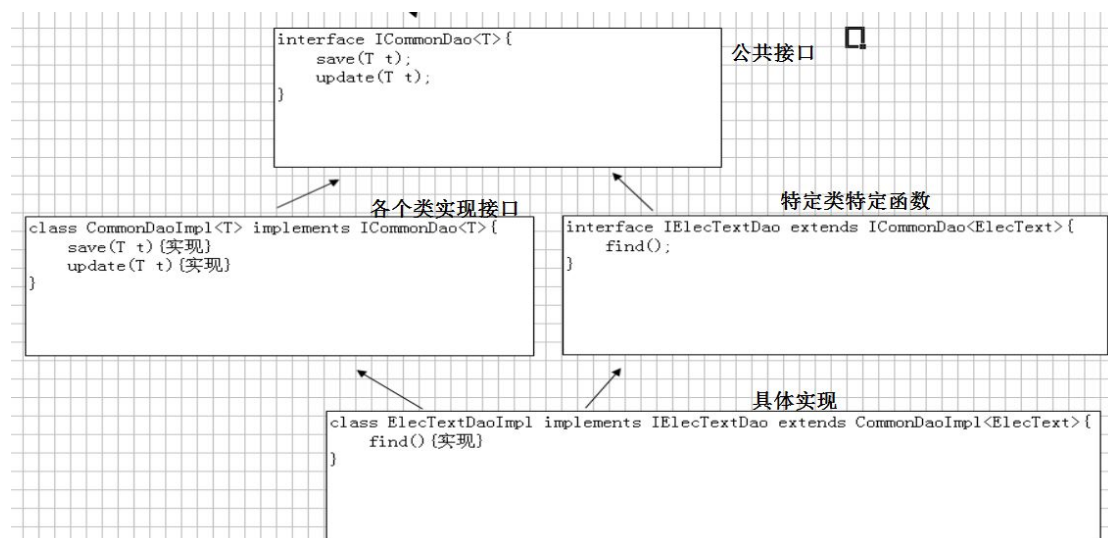 interface ICommonDao<T>{
save(T t);
update(T t);
}
公共接口
各个类实现接口
class CommonDaoImpl<T> implements ICommonDao<T>{
save(T t){实现}
update(T t){实现}
}
特定类特定函数
interface IElecTextDao extends ICommonDao<ElecText>{
find();
}
具体实现
class ElecTextDaoImpl implements IElecTextDao extends CommonDaoImpl<ElecText>{
find(){实现}
}